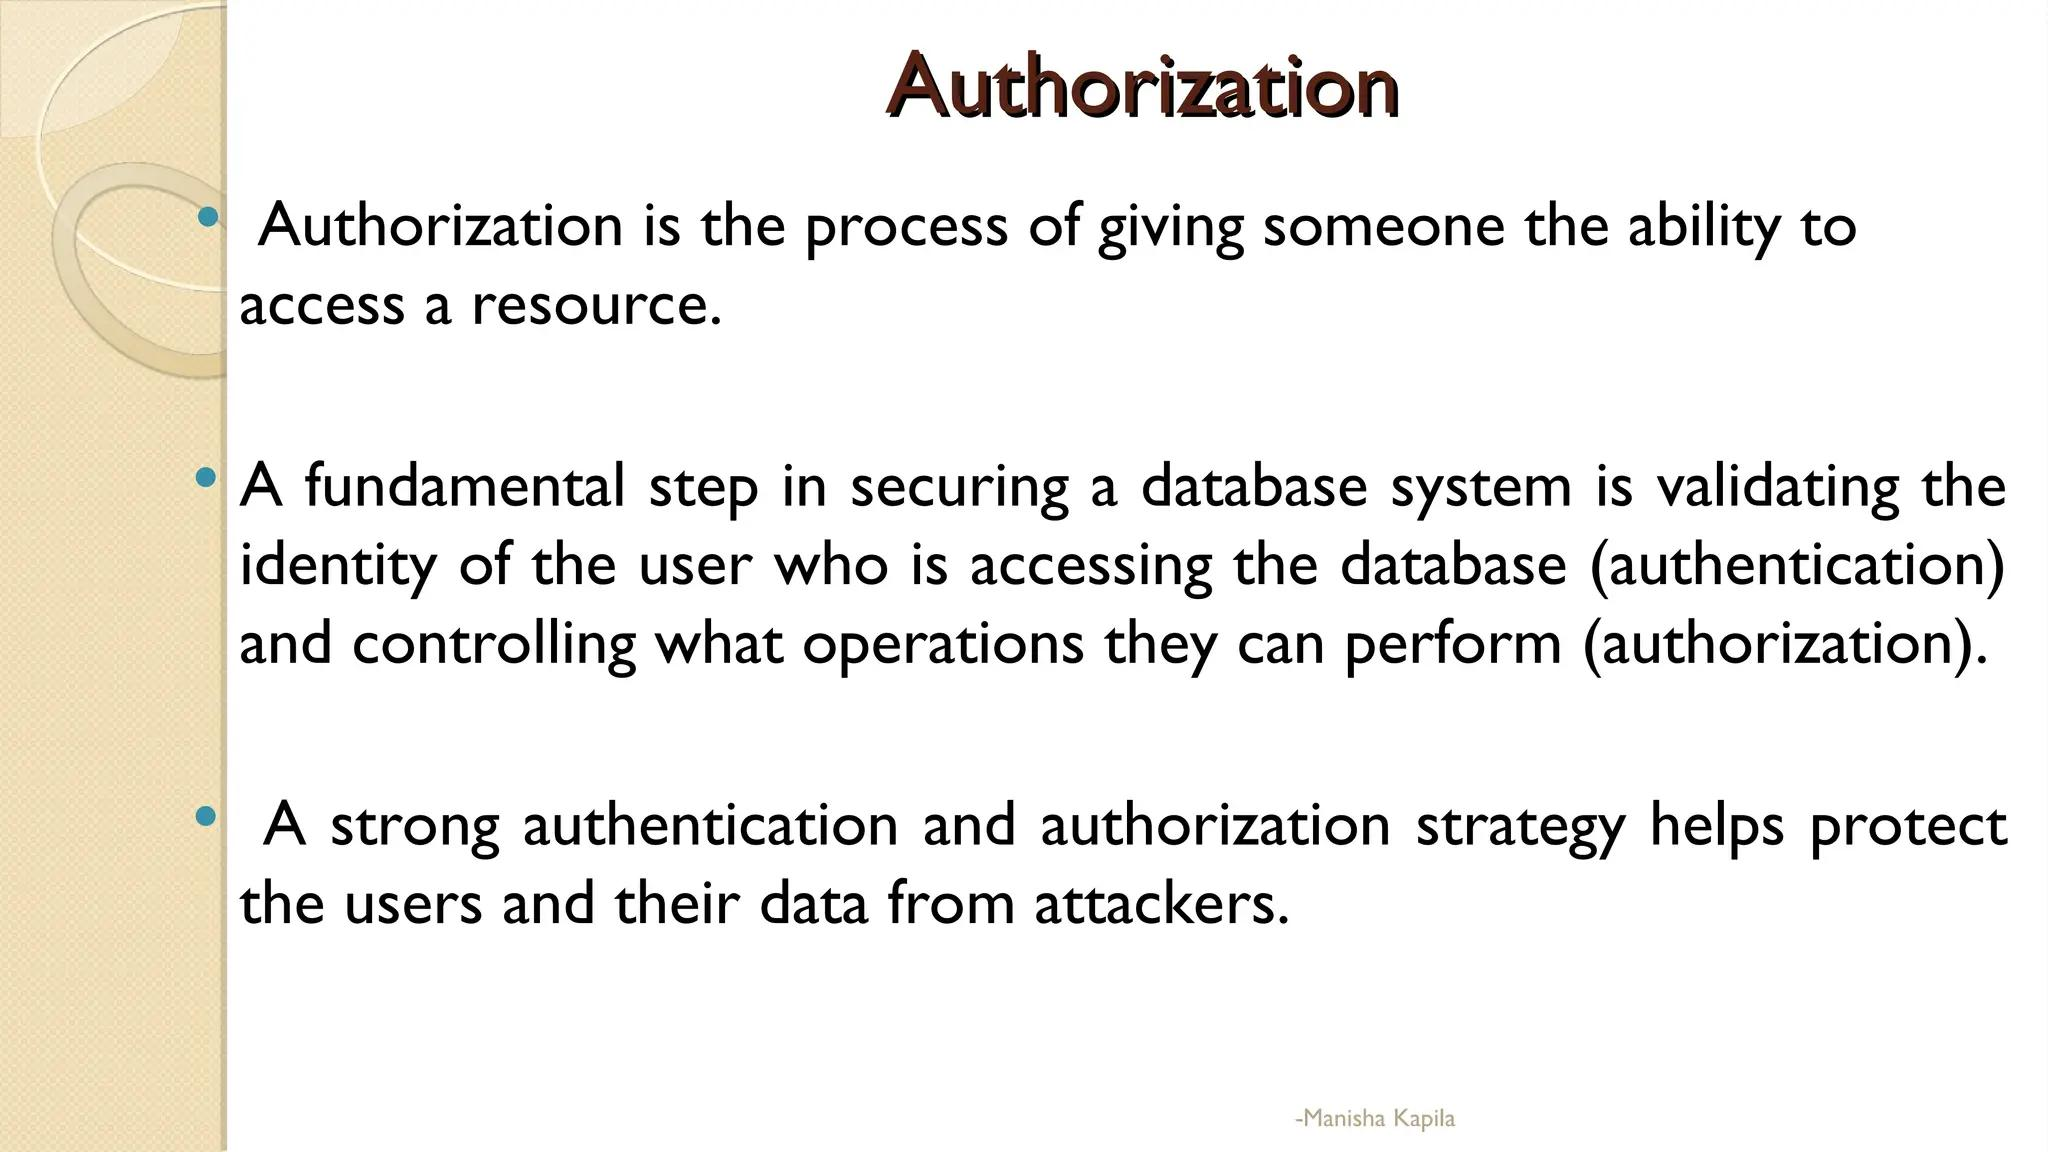 Authorization
• Authorization is the process of giving someone the ability to
access a resource.
• A fundamental step in securing a database system is validating the
identity of the user who is accessing the database (authentication)
and controlling what operations they can perform (authorization).
• A strong authentication and authorization strategy helps protect
the users and their data from attackers.
-Manisha Kapila